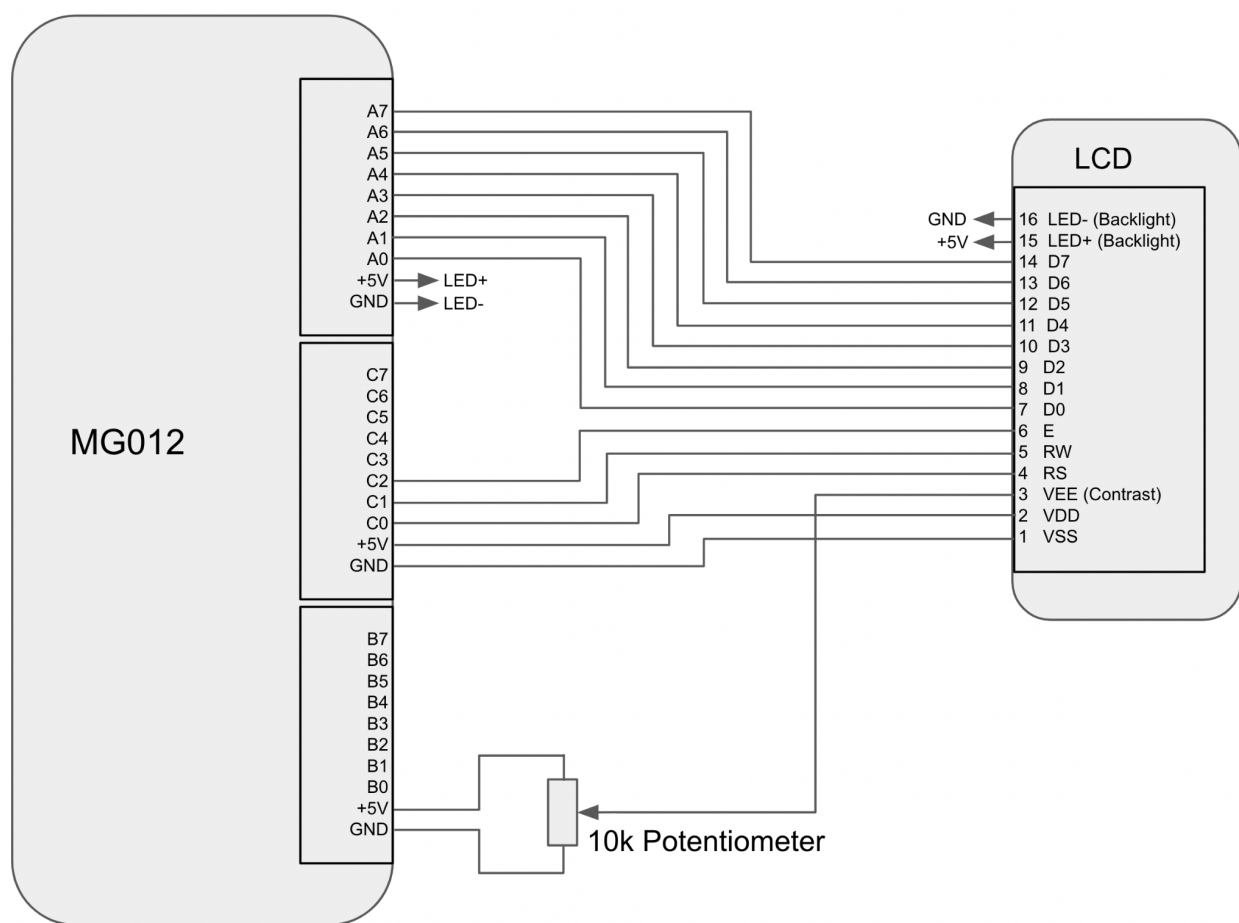 MG012
A7
A6
A5
A4
A3
A2
A1
A0
+5V
GND
LED+
LED-
C7
C6
C5
C4
C3
C2
C1
C0
+5V
GND
B7
B6
B5
B4
B3
B2
B1
B0
+5V
GND
10k Potentiometer
LCD
GND
+5V
16 LED- (Backlight)
15 LED+ (Backlight)
14 D7
13 D6
12 D5
11 D4
10 D3
9 D2
8 D1
7 D0
6 E
5 RW
4 RS
3 VEE (Contrast)
2 VDD
1 VSS